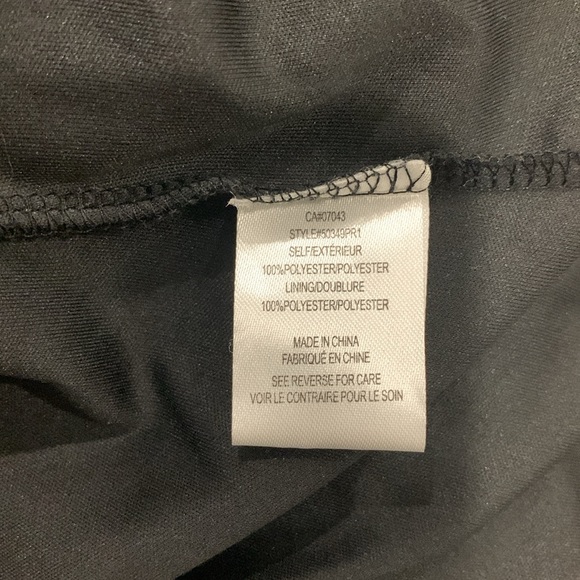 CA#07043
STYLE#50349PR1
SELF/EXTÉRIEUR
100%POLYESTER/POLYESTER
LINING/DOUBLURE
100%POLYESTER/POLYESTER
MADE IN CHINA
FABRIQUÉ EN CHINE
SEE REVERSE FOR CARE
VOIR LE CONTRAIRE POUR LE SOIN